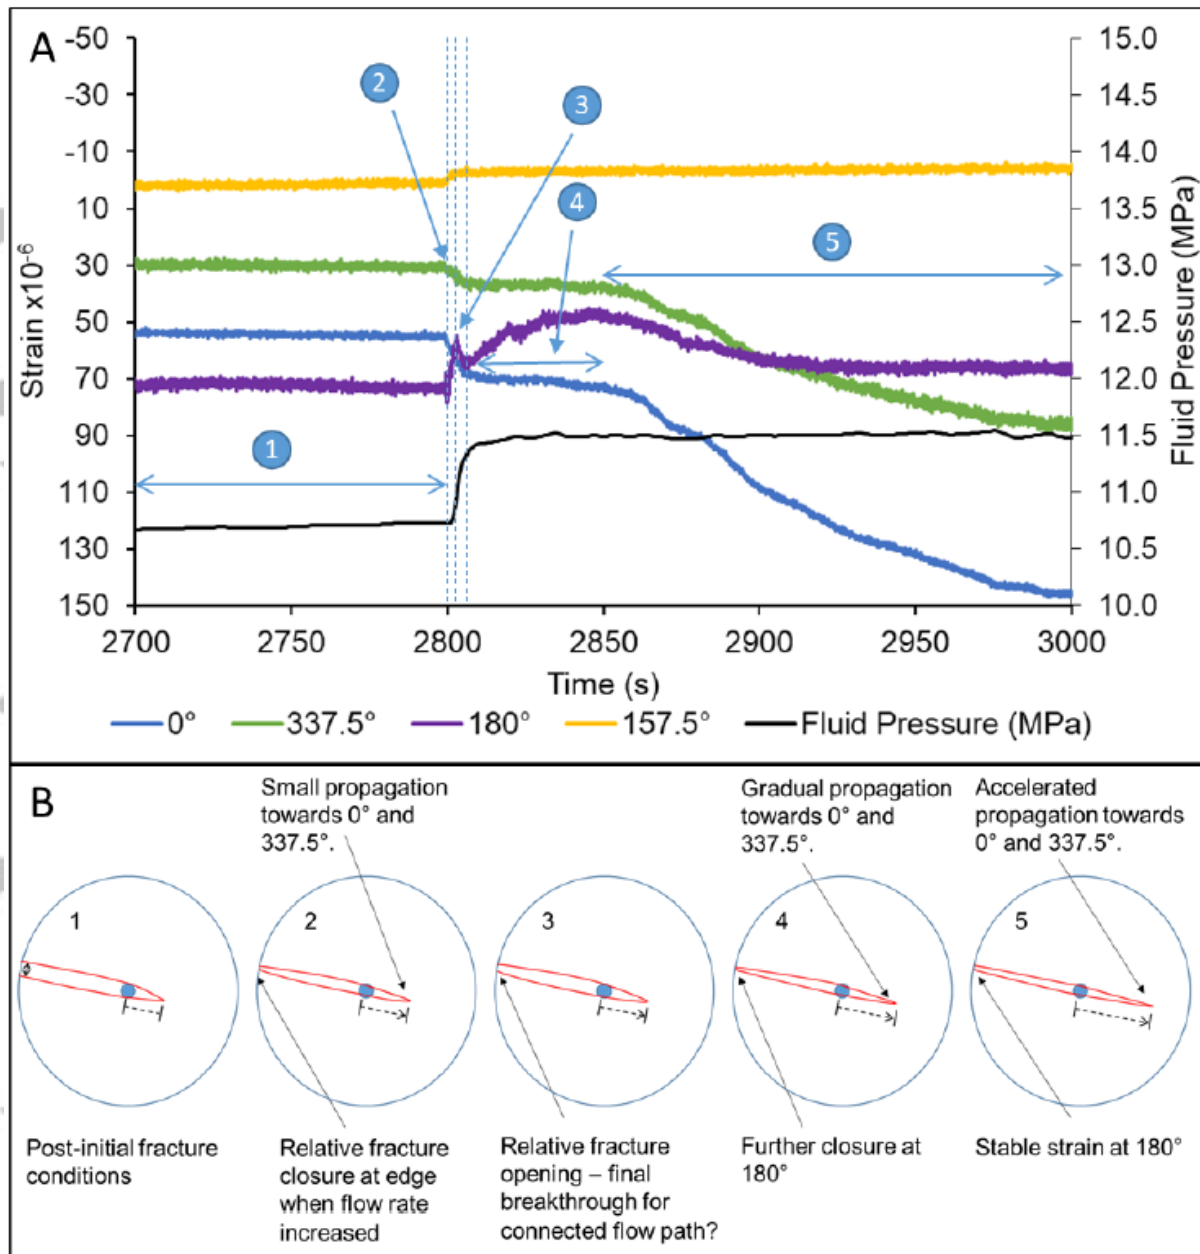 A
-50
-30
-10
10
30
50
70
90
110
130
150
Strain x10-6
15.0
14.5
14.0
13.5
13.0
12.5
12.0
11.5
11.0
10.5
10.0
Fluid Pressure (MPa)
1
2
3
4
5
2700
2750
2800
2850
2900
2950
3000
Time (s)
0°
337.5°
180°
157.5°
Fluid Pressure (MPa)
B
Small propagation
towards 0° and
337.5°.
Gradual propagation
towards 0° and
337.5°.
Accelerated
propagation towards
0° and 337.5°.
1
2
3
4
5
Post-initial fracture
conditions
Relative fracture
closure at edge
when flow rate
increased
Relative fracture
opening – final
breakthrough for
connected flow path?
Further closure at
180°
Stable strain at 180°